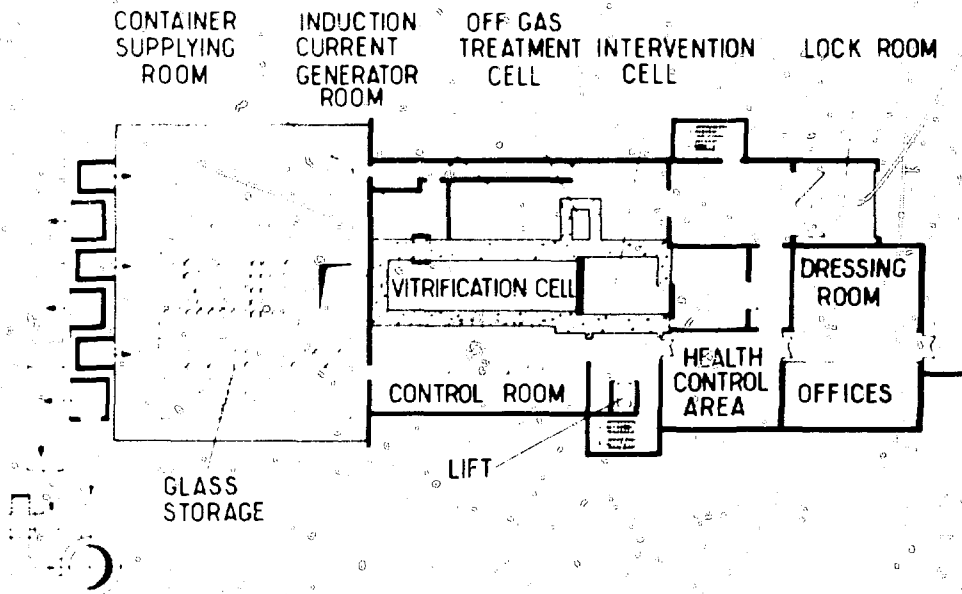 CONTAINER
SUPPLYING
ROOM
INDUCTION
CURRENT
GENERATOR
ROOM
OFF GAS
TREATMENT
CELL
INTERVENTION
CELL
LOCK ROOM
VITRIFICATION CELL
DRESSING
ROOM
HEALTH
CONTROL
AREA
OFFICES
CONTROL ROOM
LIFT
GLASS
STORAGE